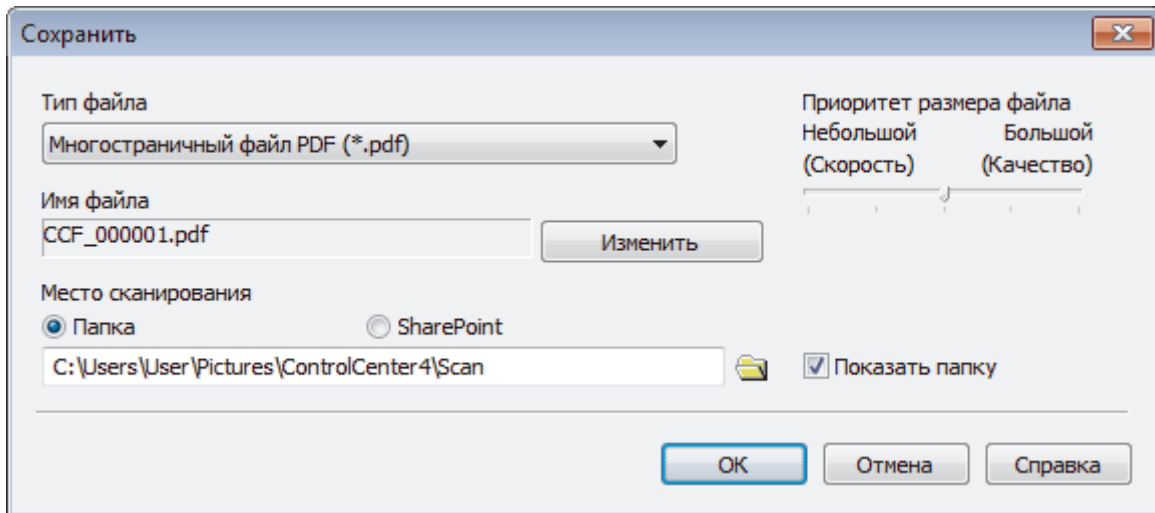 Сохранить
Тип файла
Многостраничный файл PDF (*.pdf)
Приоритет размера файла
Небольшой Большой
(Скорость) (Качество)
Имя файла
CCF_000001.pdf
Изменить
Место сканирования
Папка SharePoint
C:\Users\User\Pictures\ControlCenter4\Scan
Показать папку
OK Отмена Справка